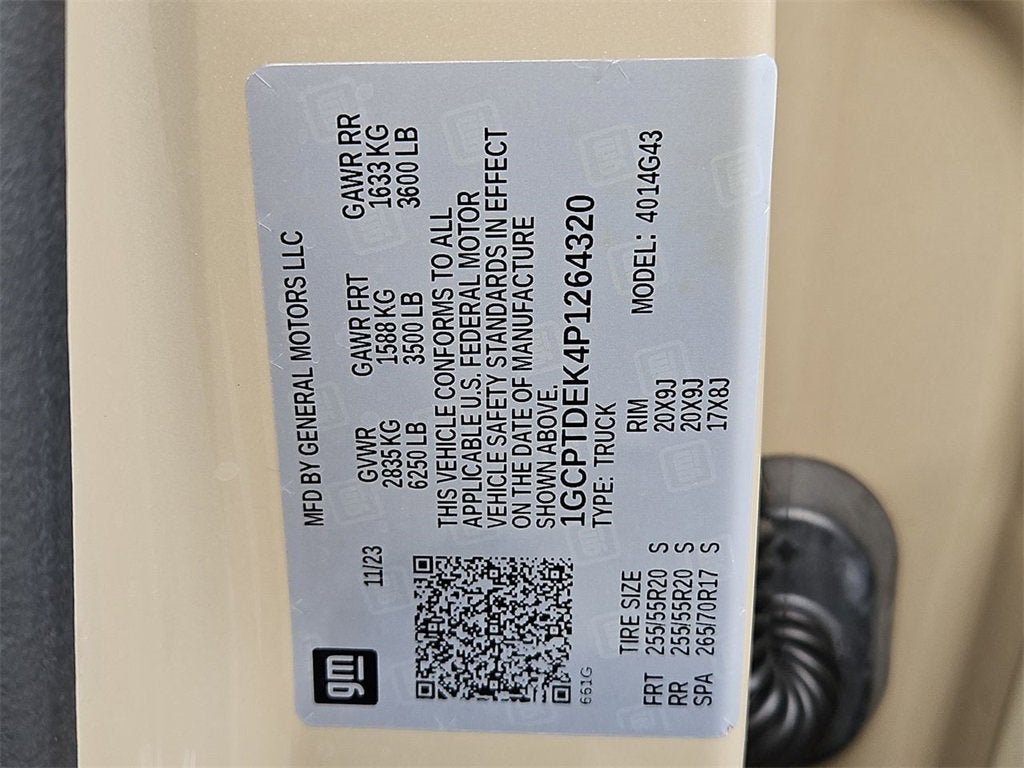 gm
MFD BY GENERAL MOTORS LLC
11/23
GVWR GAWR FRT GAWR RR
2835 KG 1588 KG 1633 KG
6250 LB 3500 LB 3600 LB
THIS VEHICLE CONFORMS TO ALL
APPLICABLE U.S. FEDERAL MOTOR
VEHICLE SAFETY STANDARDS IN EFFECT
ON THE DATE OF MANUFACTURE
SHOWN ABOVE.
1GCPTDEK4P1264320
661G
TYPE: TRUCK
TIRE SIZE RIM MODEL: 4014G43
FRT 255/55R20 S 20X9J
RR 255/55R20 S 20X9J
SPA 265/70R17 S 17X8J